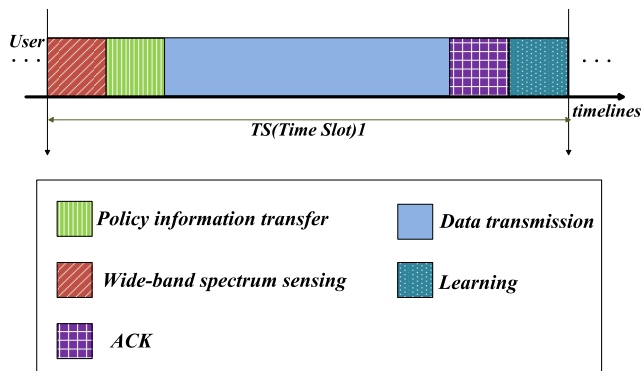 User
. . .
. . .
timelines
TS(Time Slot)1
Policy information transfer
Data transmission
Wide-band spectrum sensing
Learning
ACK